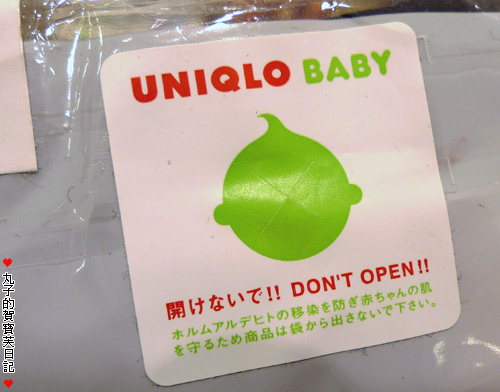 UNIQLO BABY
開けないで!! DON'T OPEN!!
ホルムアルデヒトの移染を防ぎ赤ちゃんの肌
を守るため商品は袋から出さないで下さい。
丸子的賀寶芙日記